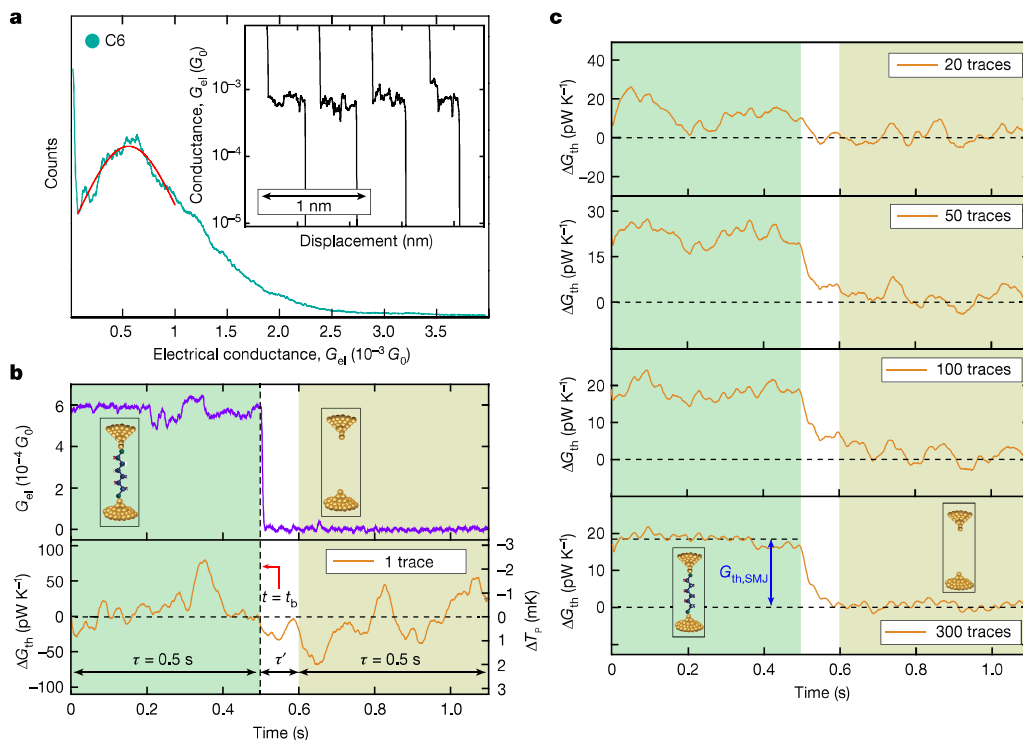 a
C6
Counts
Electrical conductance, G_el (10⁻³ G₀)
0.5 1 1.5 2.0 2.5 3.0 3.5
Conductance, G_el (G₀)
10⁻³
10⁻⁴
10⁻⁵
1 nm
Displacement (nm)
b
G_el (10⁻⁴ G₀)
6
4
2
0
1 trace
ΔG_th (pW K⁻¹)
100
50
0
−50
−100
t = t_b
τ = 0.5 s
τ′
τ = 0.5 s
−3
−2
−1
0
1
2
3
ΔT_P (mK)
0 0.2 0.4 0.6 0.8 1.0
Time (s)
c
20 traces
ΔG_th (pW K⁻¹)
40
20
0
−20
50 traces
ΔG_th (pW K⁻¹)
30
15
0
100 traces
ΔG_th (pW K⁻¹)
20
10
0
300 traces
ΔG_th (pW K⁻¹)
20
10
0
G_th,SMJ
0 0.2 0.4 0.6 0.8 1.0
Time (s)